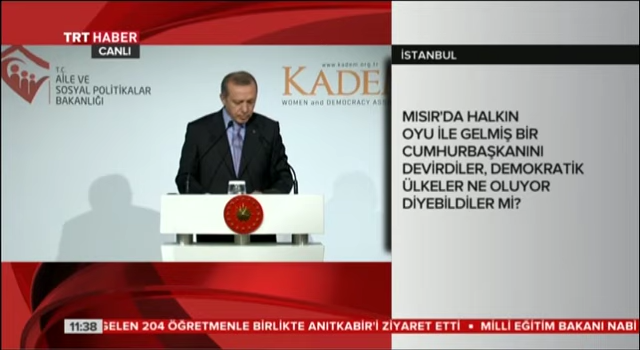 TRT HABER
CANLI
T.C.
AİLE VE
SOSYAL POLİTİKALAR
BAKANLIĞI
www.kadem.org.tr
KADEM
WOMEN AND DEMOCRACY ASS
İSTANBUL
MISIR'DA HALKIN
OYU İLE GELMİŞ BİR
CUMHURBAŞKANINI
DEVİRDİLER, DEMOKRATİK
ÜLKELER NE OLUYOR
DİYEBİLDİLER Mİ?
11:38 GELEN 204 ÖĞRETMENLE BİRLİKTE ANITKABİR'İ ZİYARET ETTİ • MİLLİ EĞİTİM BAKANI NABİ